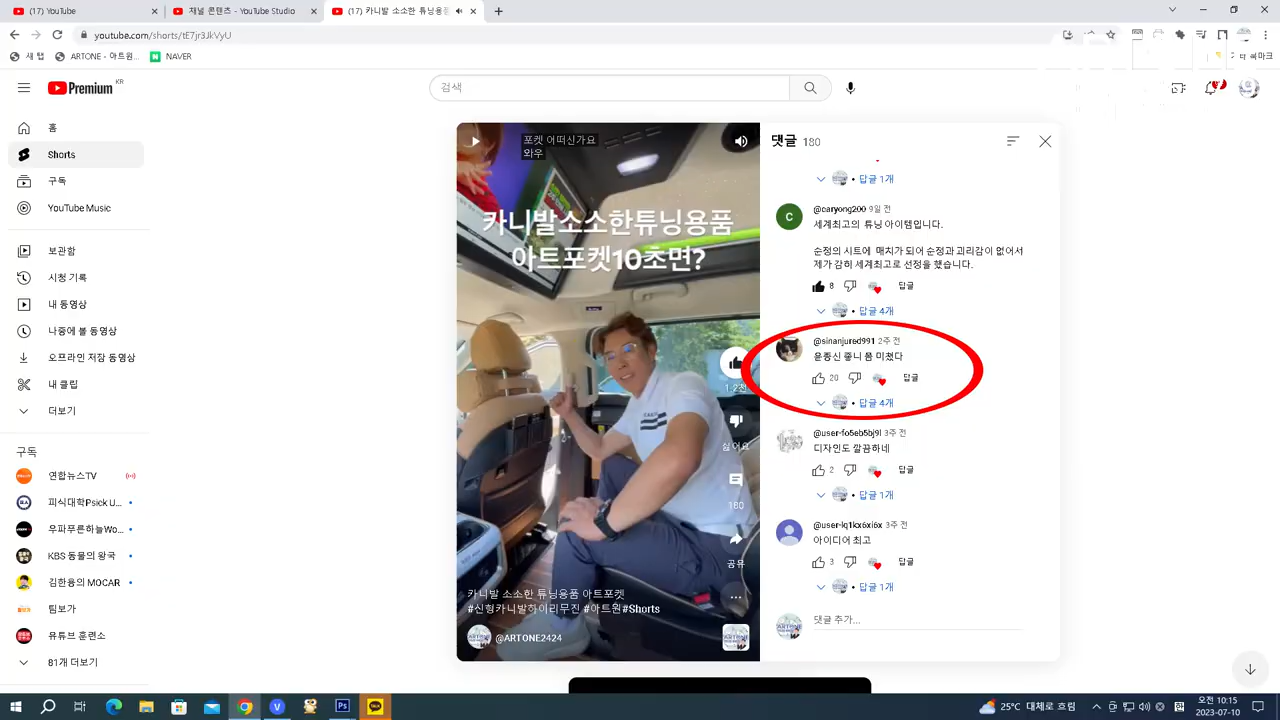 (17) YouTube
채널 콘텐츠 - YouTube Studio
(17) 카니발 소소한 튜닝용품
youtube.com/shorts/tE7jr3JkVyU
새 탭
ARTONE - 아트원...
NAVER
Premium KR
검색
홈
Shorts
구독
YouTube Music
보관함
시청 기록
내 동영상
나중에 볼 동영상
오프라인 저장 동영상
내 클립
더보기
구독
연합뉴스TV
피식대학Psick U...
우파푸른하늘Wo...
KBS 동물의 왕국
김한용의 MOCAR
팀보가
유튜브 훈련소
81개 더보기
포켓 어떠신가요
와우
카니발소소한튜닝용품
아트포켓10초면?
1.2천
싫어요
180
공유
카니발 소소한 튜닝용품 아트포켓
#신형카니발하이리무진 #아트원#Shorts
@ARTONE2424
댓글 180
답글 1개
@caryong200 9일 전
세계최고의 튜닝 아이템입니다.
순정의 시트에 매치가 되어 순정과 괴리감이 없어서
제가 감히 세계최고로 선정을 했습니다.
8 답글
답글 4개
@sinanjured991 2주 전
윤종신 좋니 폼 미쳤다
20 답글
답글 4개
@user-fo5eb5bj9l 3주 전
디자인도 깔끔하네
2 답글
답글 1개
@user-lq1kx6xi6x 3주 전
아이디어 최고
3 답글
답글 1개
댓글 추가...
25°C 대체로 흐림
오전 10:15
2023-07-10